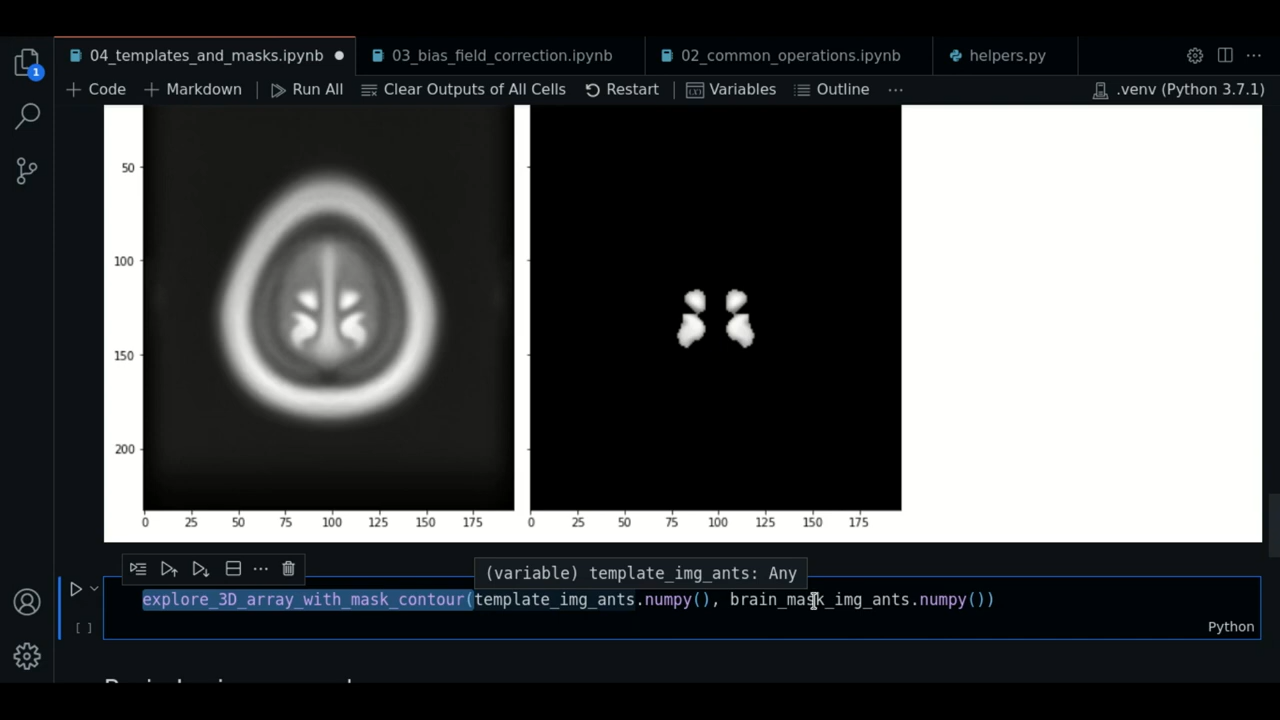 04_templates_and_masks.ipynb 03_bias_field_correction.ipynb 02_common_operations.ipynb helpers.py
1
Code Markdown Run All Clear Outputs of All Cells Restart Variables Outline ··· .venv (Python 3.7.1)
50
100
150
200
0 25 50 75 100 125 150 175
0 25 50 75 100 125 150 175
(variable) template_img_ants: Any
explore_3D_array_with_mask_contour(template_img_ants.numpy(), brain_mask_img_ants.numpy())
[ ]
Python